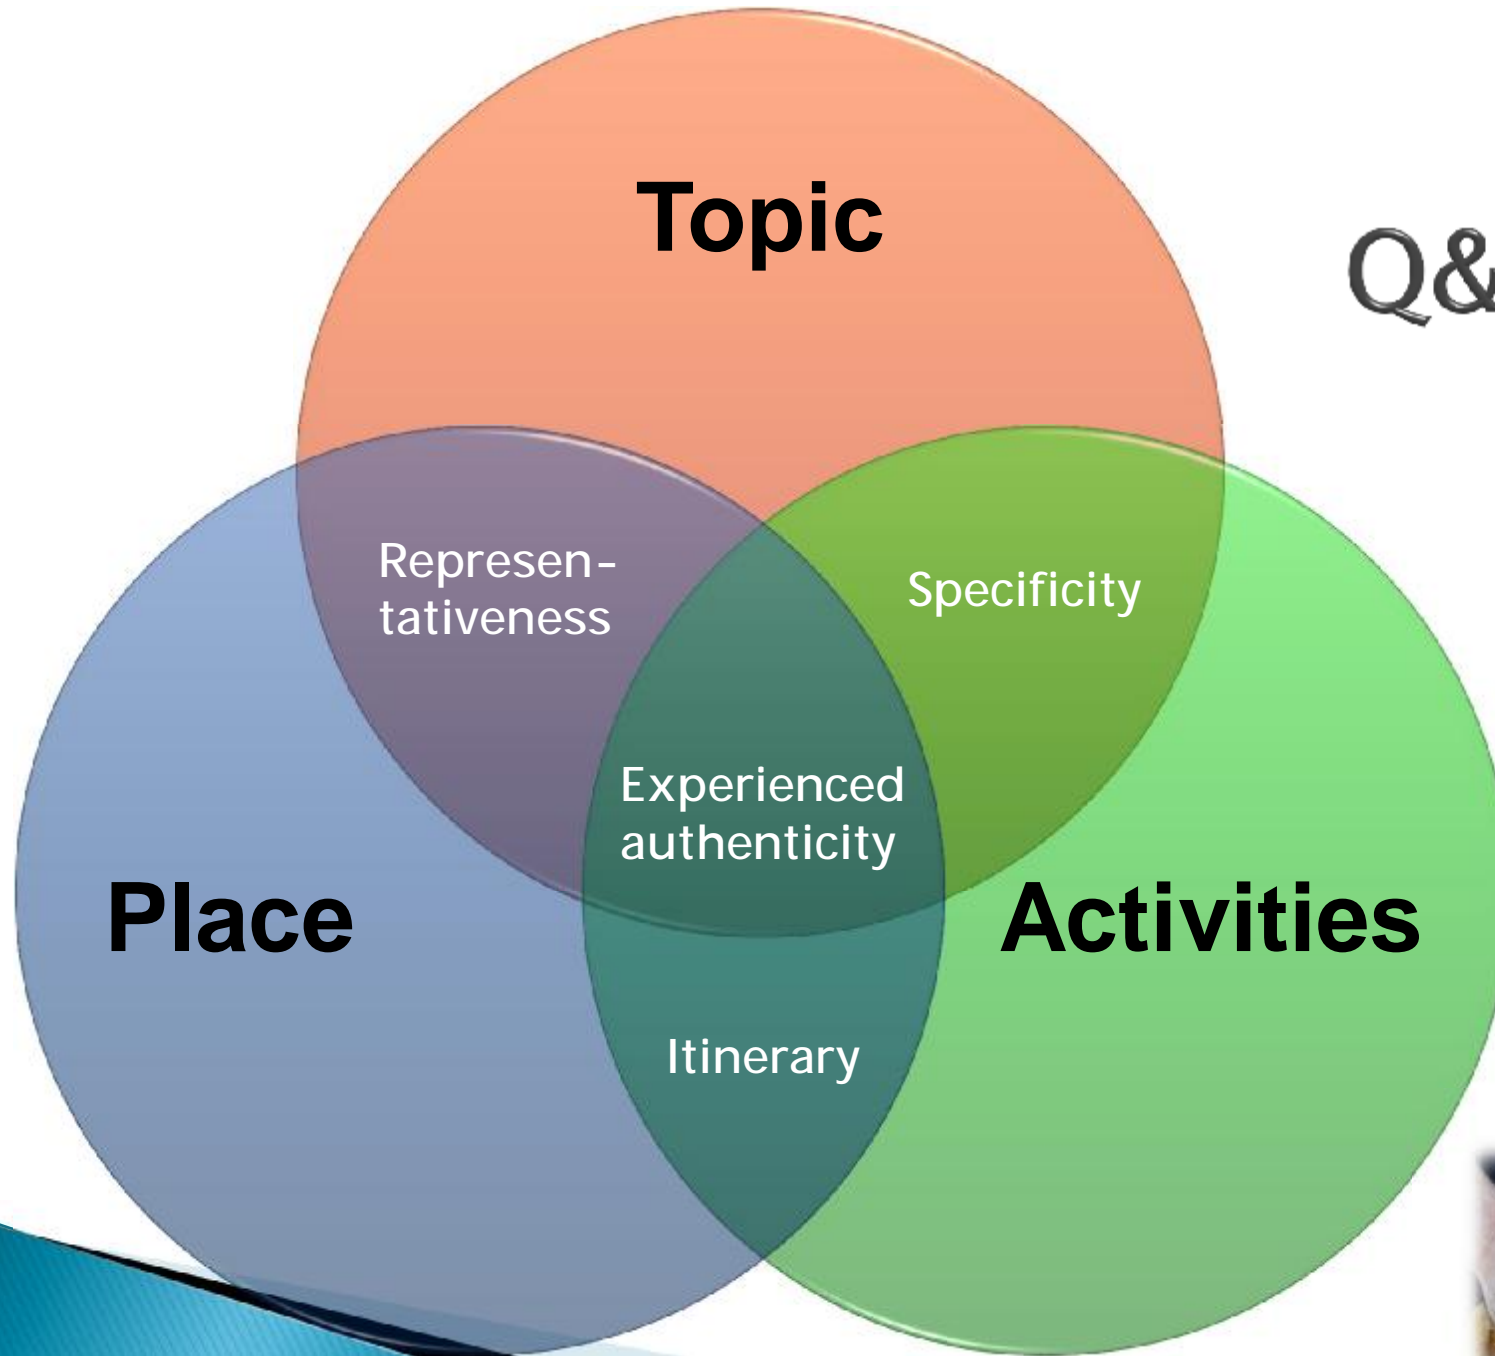 Topic
Q&
Represen-
tativeness
Specificity
Experienced
authenticity
Place
Activities
Itinerary